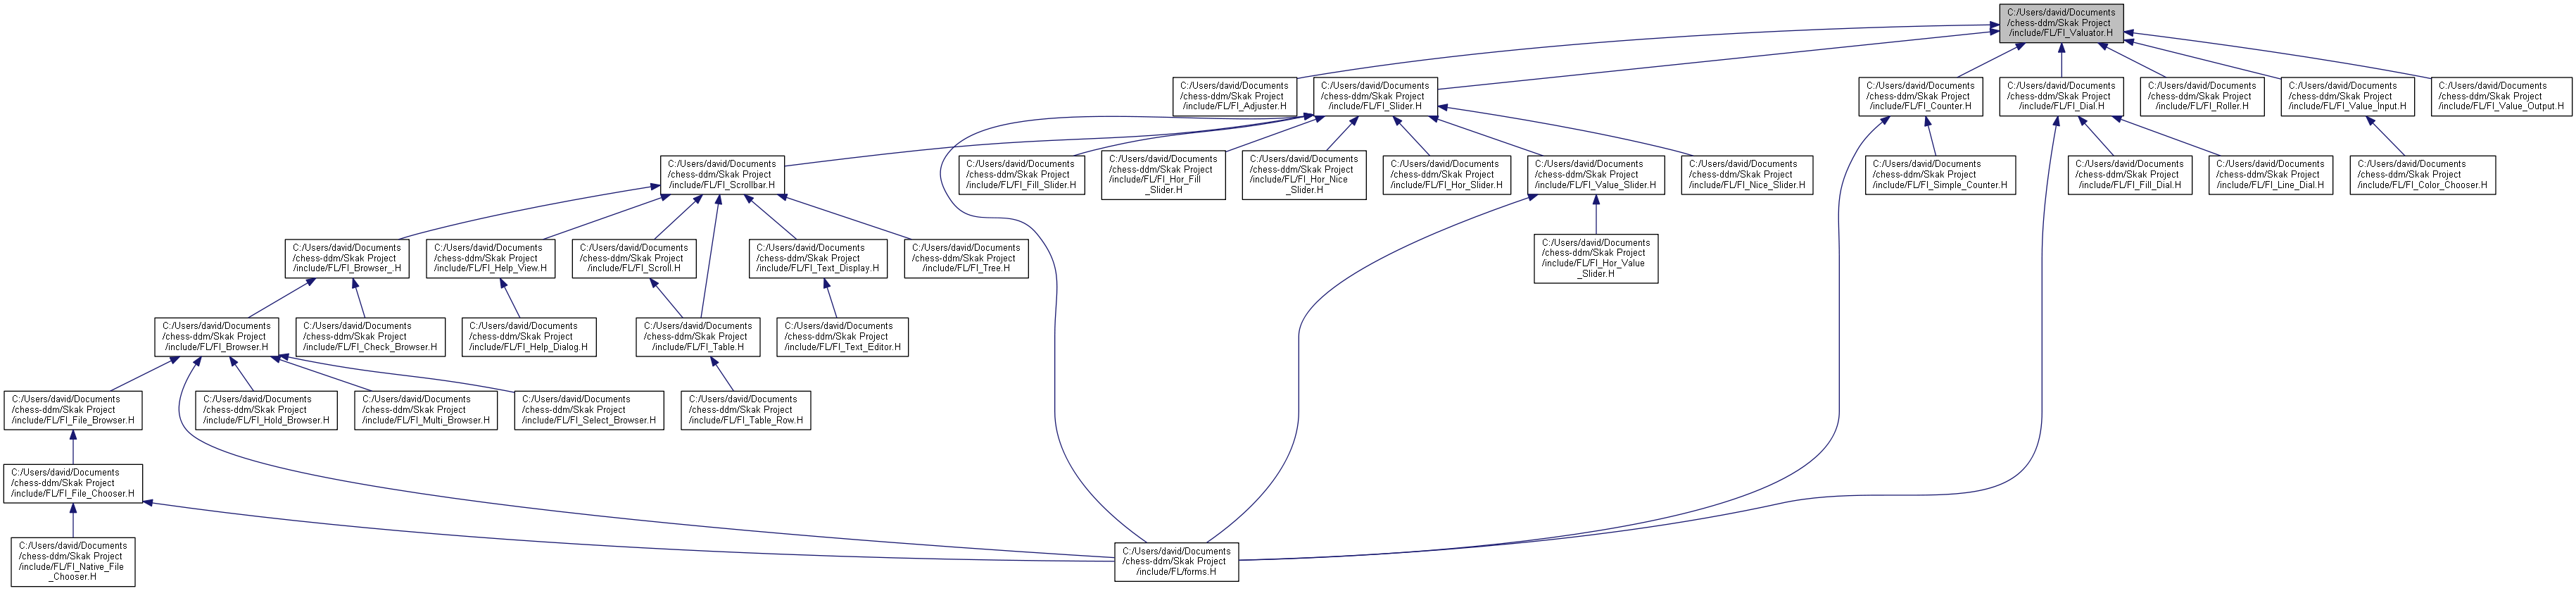 C:/Users/david/Documents
/chess-ddm/Skak Project
/include/FL/Fl_Valuator.H
C:/Users/david/Documents
/chess-ddm/Skak Project
/include/FL/Fl_Adjuster.H
C:/Users/david/Documents
/chess-ddm/Skak Project
/include/FL/Fl_Slider.H
C:/Users/david/Documents
/chess-ddm/Skak Project
/include/FL/Fl_Counter.H
C:/Users/david/Documents
/chess-ddm/Skak Project
/include/FL/Fl_Dial.H
C:/Users/david/Documents
/chess-ddm/Skak Project
/include/FL/Fl_Roller.H
C:/Users/david/Documents
/chess-ddm/Skak Project
/include/FL/Fl_Value_Input.H
C:/Users/david/Documents
/chess-ddm/Skak Project
/include/FL/Fl_Value_Output.H
C:/Users/david/Documents
/chess-ddm/Skak Project
/include/FL/Fl_Scrollbar.H
C:/Users/david/Documents
/chess-ddm/Skak Project
/include/FL/Fl_Fill_Slider.H
C:/Users/david/Documents
/chess-ddm/Skak Project
/include/FL/Fl_Hor_Fill
_Slider.H
C:/Users/david/Documents
/chess-ddm/Skak Project
/include/FL/Fl_Hor_Nice
_Slider.H
C:/Users/david/Documents
/chess-ddm/Skak Project
/include/FL/Fl_Hor_Slider.H
C:/Users/david/Documents
/chess-ddm/Skak Project
/include/FL/Fl_Value_Slider.H
C:/Users/david/Documents
/chess-ddm/Skak Project
/include/FL/Fl_Nice_Slider.H
C:/Users/david/Documents
/chess-ddm/Skak Project
/include/FL/Fl_Simple_Counter.H
C:/Users/david/Documents
/chess-ddm/Skak Project
/include/FL/Fl_Fill_Dial.H
C:/Users/david/Documents
/chess-ddm/Skak Project
/include/FL/Fl_Line_Dial.H
C:/Users/david/Documents
/chess-ddm/Skak Project
/include/FL/Fl_Color_Chooser.H
C:/Users/david/Documents
/chess-ddm/Skak Project
/include/FL/Fl_Browser_.H
C:/Users/david/Documents
/chess-ddm/Skak Project
/include/FL/Fl_Help_View.H
C:/Users/david/Documents
/chess-ddm/Skak Project
/include/FL/Fl_Scroll.H
C:/Users/david/Documents
/chess-ddm/Skak Project
/include/FL/Fl_Text_Display.H
C:/Users/david/Documents
/chess-ddm/Skak Project
/include/FL/Fl_Tree.H
C:/Users/david/Documents
/chess-ddm/Skak Project
/include/FL/Fl_Hor_Value
_Slider.H
C:/Users/david/Documents
/chess-ddm/Skak Project
/include/FL/Fl_Browser.H
C:/Users/david/Documents
/chess-ddm/Skak Project
/include/FL/Fl_Check_Browser.H
C:/Users/david/Documents
/chess-ddm/Skak Project
/include/FL/Fl_Help_Dialog.H
C:/Users/david/Documents
/chess-ddm/Skak Project
/include/FL/Fl_Table.H
C:/Users/david/Documents
/chess-ddm/Skak Project
/include/FL/Fl_Text_Editor.H
C:/Users/david/Documents
/chess-ddm/Skak Project
/include/FL/Fl_File_Browser.H
C:/Users/david/Documents
/chess-ddm/Skak Project
/include/FL/Fl_Hold_Browser.H
C:/Users/david/Documents
/chess-ddm/Skak Project
/include/FL/Fl_Multi_Browser.H
C:/Users/david/Documents
/chess-ddm/Skak Project
/include/FL/Fl_Select_Browser.H
C:/Users/david/Documents
/chess-ddm/Skak Project
/include/FL/Fl_Table_Row.H
C:/Users/david/Documents
/chess-ddm/Skak Project
/include/FL/Fl_File_Chooser.H
C:/Users/david/Documents
/chess-ddm/Skak Project
/include/FL/Fl_Native_File
_Chooser.H
C:/Users/david/Documents
/chess-ddm/Skak Project
/include/FL/forms.H